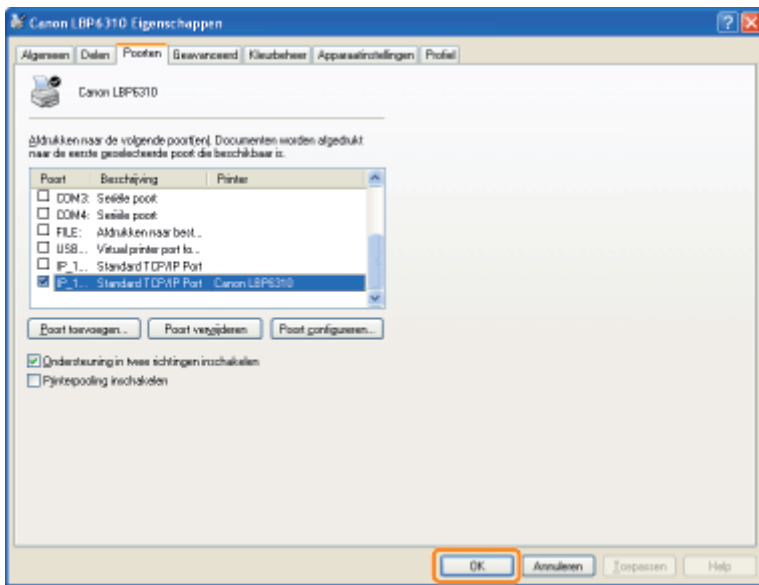 Canon LBP6310 Eigenschappen
Algemeen Delen Poorten Geavanceerd Kleurbeheer Apparaatinstellingen Profiel
Canon LBP6310
Afdrukken naar de volgende poort(en). Documenten worden afgedrukt
naar de eerste geselecteerde poort die beschikbaar is.
Poort Beschrijving Printer
COM3: Seriële poort
COM4: Seriële poort
FILE: Afdrukken naar best...
USB... Virtual printer port fo...
IP_1... Standard TCP/IP Port
IP_1... Standard TCP/IP Port Canon LBP6310
Poort toevoegen... Poort verwijderen Poort configureren...
Ondersteuning in twee richtingen inschakelen
Printerpooling inschakelen
OK Annuleren Toepassen Help